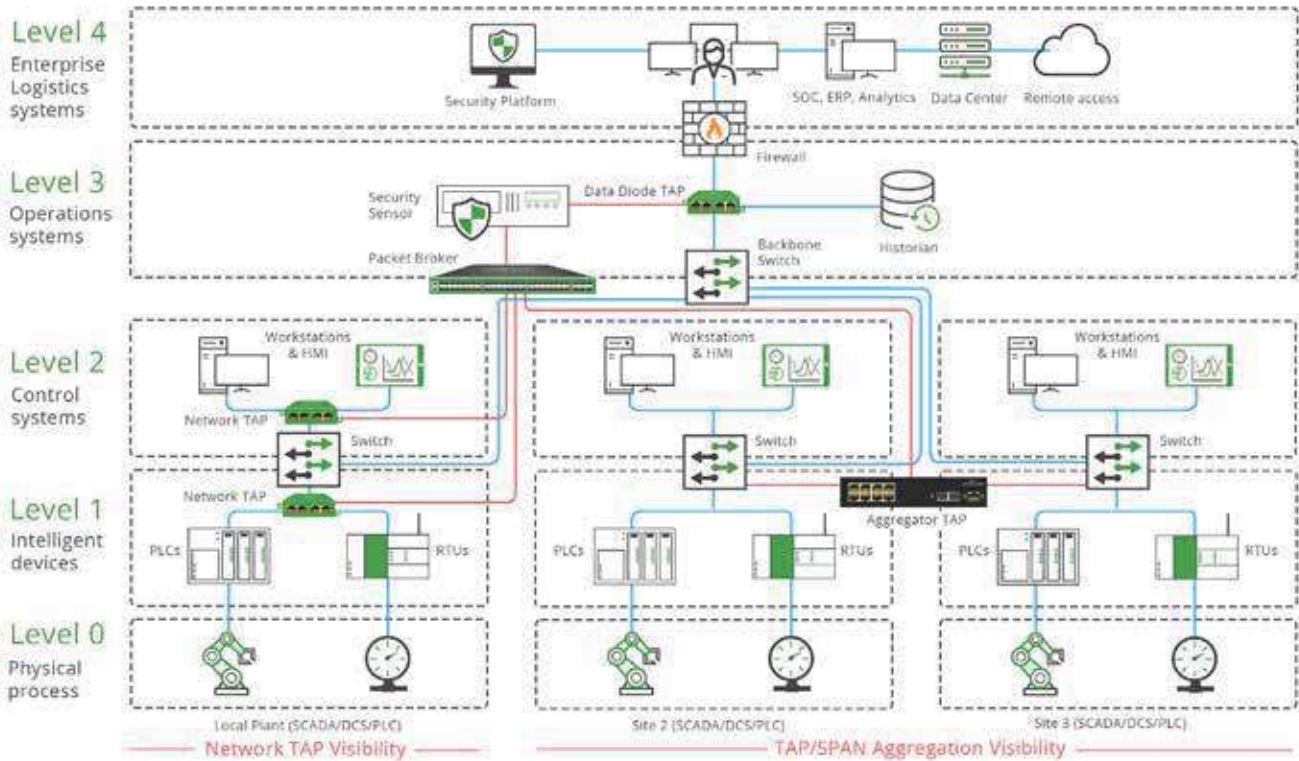 Level 4
Enterprise
Logistics
systems
Security Platform
SOC, ERP, Analytics
Data Center
Remote access
Firewall
Level 3
Operations
systems
Security
Sensor
Data Diode TAP
Historian
Packet Broker
Backbone
Switch
Level 2
Control
systems
Workstations
& HMI
Network TAP
Switch
Workstations
& HMI
Switch
Workstations
& HMI
Switch
Level 1
Intelligent
devices
Network TAP
PLCs
RTUs
Aggregator TAP
PLCs
RTUs
PLCs
RTUs
Level 0
Physical
process
Local Plant (SCADA/DCS/PLC)
Site 2 (SCADA/DCS/PLC)
Site 3 (SCADA/DCS/PLC)
Network TAP Visibility
TAP/SPAN Aggregation Visibility